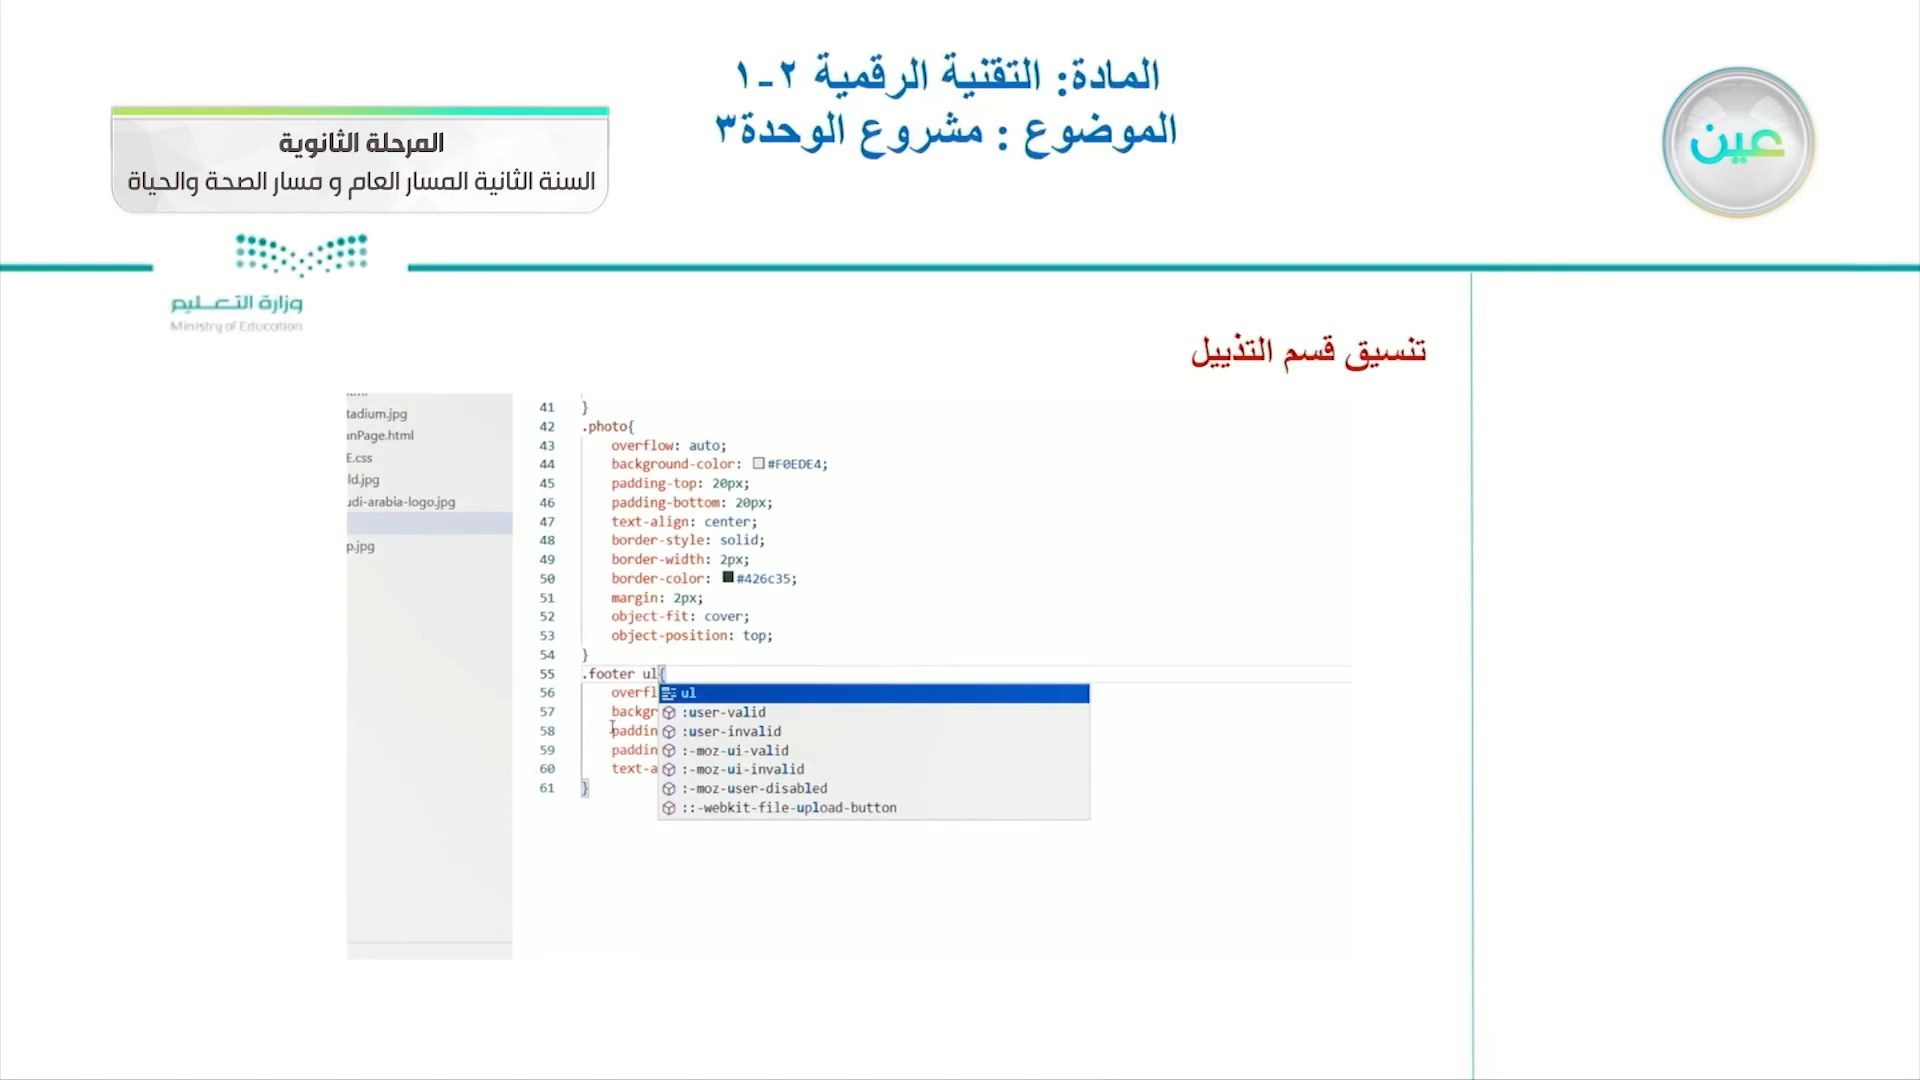 المادة: التقنية الرقمية ٢-١
الموضوع : مشروع الوحدة٣
المرحلة الثانوية
السنة الثانية المسار العام و مسار الصحة والحياة
عين
وزارة التعليم
Ministry of Education
تنسيق قسم التذييل
tadium.jpg
anPage.html
E.css
ld.jpg
udi-arabia-logo.jpg
p.jpg
41 }
42 .photo{
43 overflow: auto;
44 background-color: #F0EDE4;
45 padding-top: 20px;
46 padding-bottom: 20px;
47 text-align: center;
48 border-style: solid;
49 border-width: 2px;
50 border-color: #426c35;
51 margin: 2px;
52 object-fit: cover;
53 object-position: top;
54 }
55 .footer ul{
56 overfl
57 backgr
58 paddin
59 paddin
60 text-a
61 }
ul
:user-valid
:user-invalid
:-moz-ui-valid
:-moz-ui-invalid
:-moz-user-disabled
::-webkit-file-upload-button